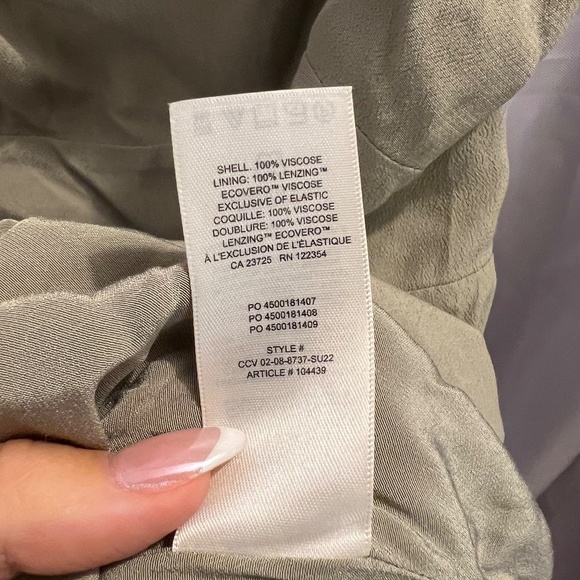 SHELL: 100% VISCOSE
LINING: 100% LENZING™
ECOVERO™ VISCOSE
EXCLUSIVE OF ELASTIC
COQUILLE: 100% VISCOSE
DOUBLURE: 100% VISCOSE
LENZING™ ECOVERO™
À L'EXCLUSION DE L'ÉLASTIQUE
CA 23725 RN 122354
PO 4500181407
PO 4500181408
PO 4500181409
STYLE #
CCV 02-08-8737-SU22
ARTICLE # 104439